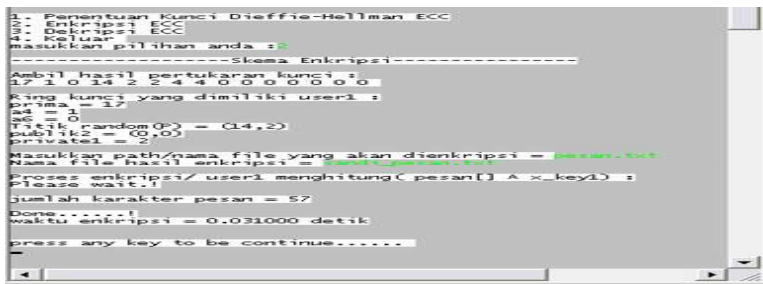 1. Penentuan Kunci Dieffie-Hellman ECC
2. Enkripsi ECC
3. Dekripsi ECC
4. Keluar
masukkan pilihan anda :2
-------------------Skema Enkripsi-----------------
Ambil hasil pertukaran kunci :
17 1 0 14 2 2 4 4 0 0 0 0 0 0 0
Ring kunci yang dimiliki user1 :
prima = 17
a4 = 1
a6 = 0
Titik random(P) = (14,2)
publik2 = (0,0)
private1 = 2
Masukkan path/nama file yang akan dienkripsi = pesan.txt
Nama file hasil enkripsi = sandi_pesan.txt
Proses enkripsi/ user1 menghitung( pesan[] ^ x_key1) :
Please wait.!
jumlah karakter pesan = 57
Done......!
waktu enkripsi = 0.031000 detik
press any key to be continue......